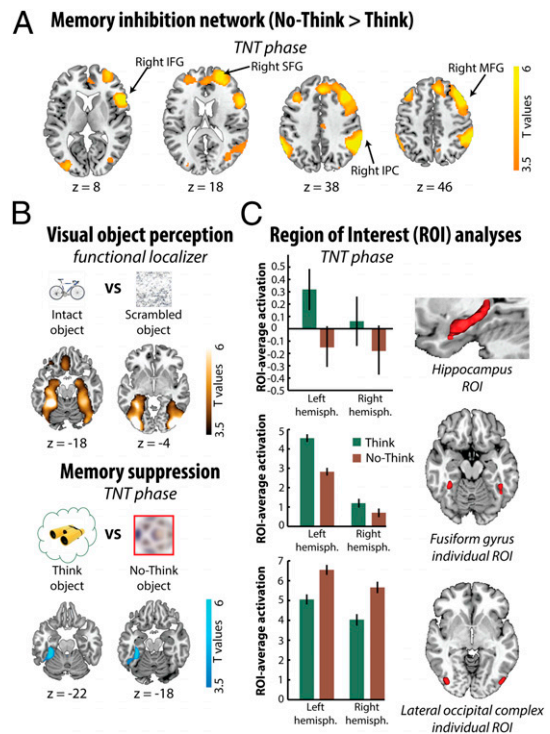 A
Memory inhibition network (No-Think > Think)
TNT phase
Right IFG
Right SFG
Right MFG
Right IPC
z = 8
z = 18
z = 38
z = 46
6
T values
3.5
B
Visual object perception
functional localizer
VS
Intact
object
Scrambled
object
6
T values
3.5
z = -18
z = -4
Memory suppression
TNT phase
VS
Think
object
No-Think
object
6
T values
3.5
z = -22
z = -18
C
Region of Interest (ROI) analyses
TNT phase
ROI-average activation
0.5
0.4
0.3
0.2
0.1
0
-0.1
-0.2
-0.3
-0.4
-0.5
Left
hemisph.
Right
hemisph.
Hippocampus
ROI
ROI-average activation
5
4
3
2
1
0
Think
No-Think
Left
hemisph.
Right
hemisph.
Fusiform gyrus
individual ROI
ROI-average activation
7
6
5
4
3
2
1
0
Left
hemisph.
Right
hemisph.
Lateral occipital complex
individual ROI